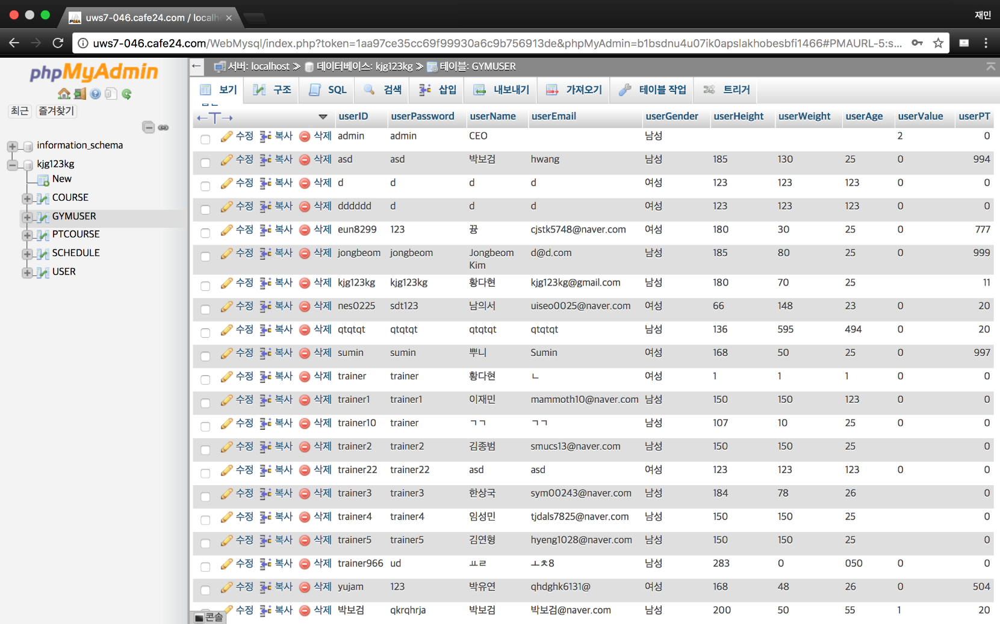 uws7-046.cafe24.com / localh
재민
uws7-046.cafe24.com/WebMysql/index.php?token=1aa97ce35cc69f99930a6c9b756913de&phpMyAdmin=b1bsdnu4u07ik0apslakhobesbfi1466#PMAURL-5:s...
phpMyAdmin
최근 즐겨찾기
information_schema
kjg123kg
New
COURSE
GYMUSER
PTCOURSE
SCHEDULE
USER
서버: localhost ≫ 데이터베이스: kjg123kg ≫ 테이블: GYMUSER
보기 구조 SQL 검색 삽입 내보내기 가져오기 테이블 작업 트리거
←T→ userID userPassword userName userEmail userGender userHeight userWeight userAge userValue userPT
수정 복사 삭제 admin admin CEO 남성 2 0
수정 복사 삭제 asd asd 박보검 hwang 남성 185 130 25 0 994
수정 복사 삭제 d d d d 여성 123 123 123 0 0
수정 복사 삭제 dddddd d d d 여성 123 123 123 0 0
수정 복사 삭제 eun8299 123 뀽 cjstk5748@naver.com 여성 180 30 25 0 777
수정 복사 삭제 jongbeom jongbeom Jongbeom Kim d@d.com 남성 185 80 25 0 999
수정 복사 삭제 kjg123kg kjg123kg 황다현 kjg123kg@gmail.com 남성 180 70 25 11
수정 복사 삭제 nes0225 sdt123 남의서 uiseo0025@naver.com 여성 66 148 23 0 20
수정 복사 삭제 qtqtqt qtqtqt qtqtqt qtqtqt 남성 136 595 494 0 20
수정 복사 삭제 sumin sumin 뿌니 Sumin 여성 168 50 25 0 997
수정 복사 삭제 trainer trainer 황다현 ㄴ 여성 1 1 1 0 0
수정 복사 삭제 trainer1 trainer1 이재민 mammoth10@naver.com 남성 150 150 123 0 0
수정 복사 삭제 trainer10 trainer ㄱㄱ ㄱㄱ 남성 107 10 25 0 0
수정 복사 삭제 trainer2 trainer2 김종범 smucs13@naver.com 남성 150 150 25 0
수정 복사 삭제 trainer22 trainer22 asd asd 여성 123 123 123 0 0
수정 복사 삭제 trainer3 trainer3 한상국 sym00243@naver.com 남성 184 78 26 0
수정 복사 삭제 trainer4 trainer4 임성민 tjdals7825@naver.com 남성 150 150 25 0
수정 복사 삭제 trainer5 trainer5 김연형 hyeng1028@naver.com 남성 150 150 25 0
수정 복사 삭제 trainer966 ud ㅛㄹ ㅗㅊ8 남성 283 0 050 0 0
수정 복사 삭제 yujam 123 박유연 qhdghk6131@ 여성 168 48 26 0 504
수정 복사 삭제 박보검 qkrqhrja 박보검 박보검@naver.com 남성 200 50 55 1 20
콘솔